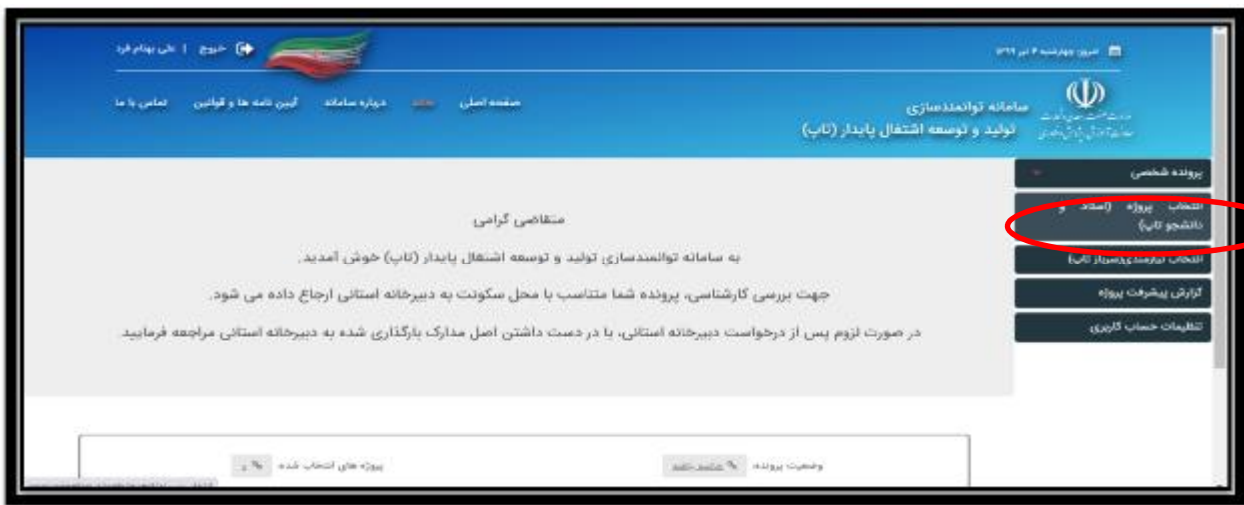 امروز: چهارشنبه ۴ تیر ۱۳۹۹
خروج | علی بهنام فرد
سامانه توانمندسازی
تولید و توسعه اشتغال پایدار (تاپ)
صفحه اصلی خانه درباره سامانه آیین نامه ها و قوانین تماس با ما
پرونده شخصی
انتخاب پروژه (استاد و
دانشجو تاپ)
انتخاب نیازمندی(سرباز تاپ)
گزارش پیشرفت پروژه
تنظیمات حساب کاربری
متقاضی گرامی
به سامانه توانمندسازی تولید و توسعه اشتغال پایدار (تاپ) خوش آمدید.
جهت بررسی کارشناسی، پرونده شما متناسب با محل سکونت به دبیرخانه استانی ارجاع داده می شود.
در صورت لزوم پس از درخواست دبیرخانه استانی، با در دست داشتن اصل مدارک بارگذاری شده به دبیرخانه استانی مراجعه فرمایید.
وضعیت پرونده:
پروژه های انتخاب شده: